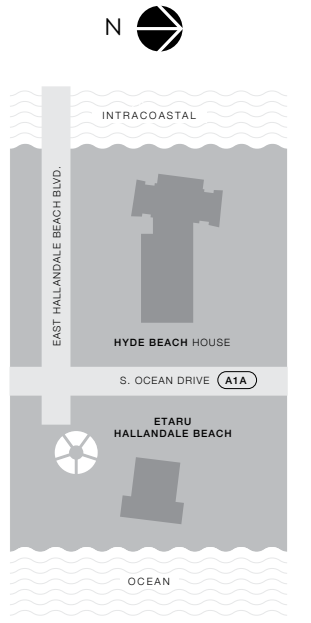 N
INTRACOASTAL
EAST HALLANDALE BEACH BLVD.
HYDE BEACH HOUSE
S. OCEAN DRIVE A1A
ETARU
HALLANDALE BEACH
OCEAN